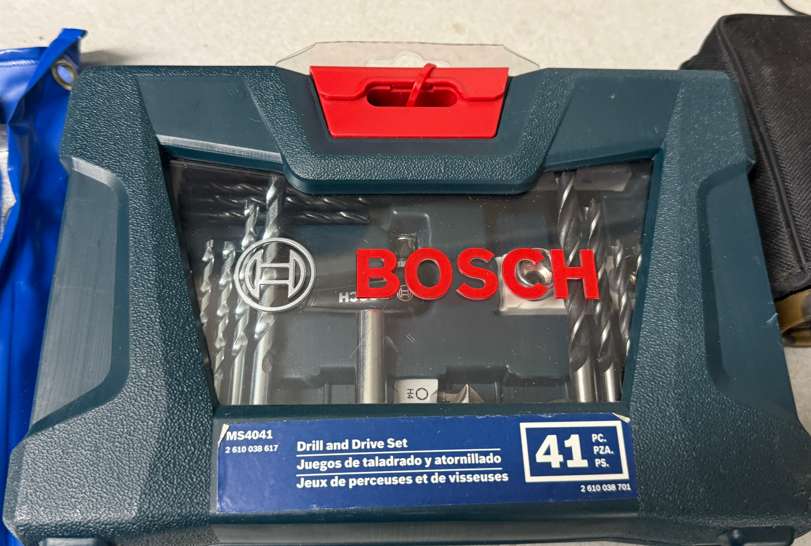 BOSCH
MS4041
2 610 038 617
Drill and Drive Set
Juegos de taladrado y atornillado
Jeux de perceuses et de visseuses
41
PC.
PZA.
PS.
2 610 038 701